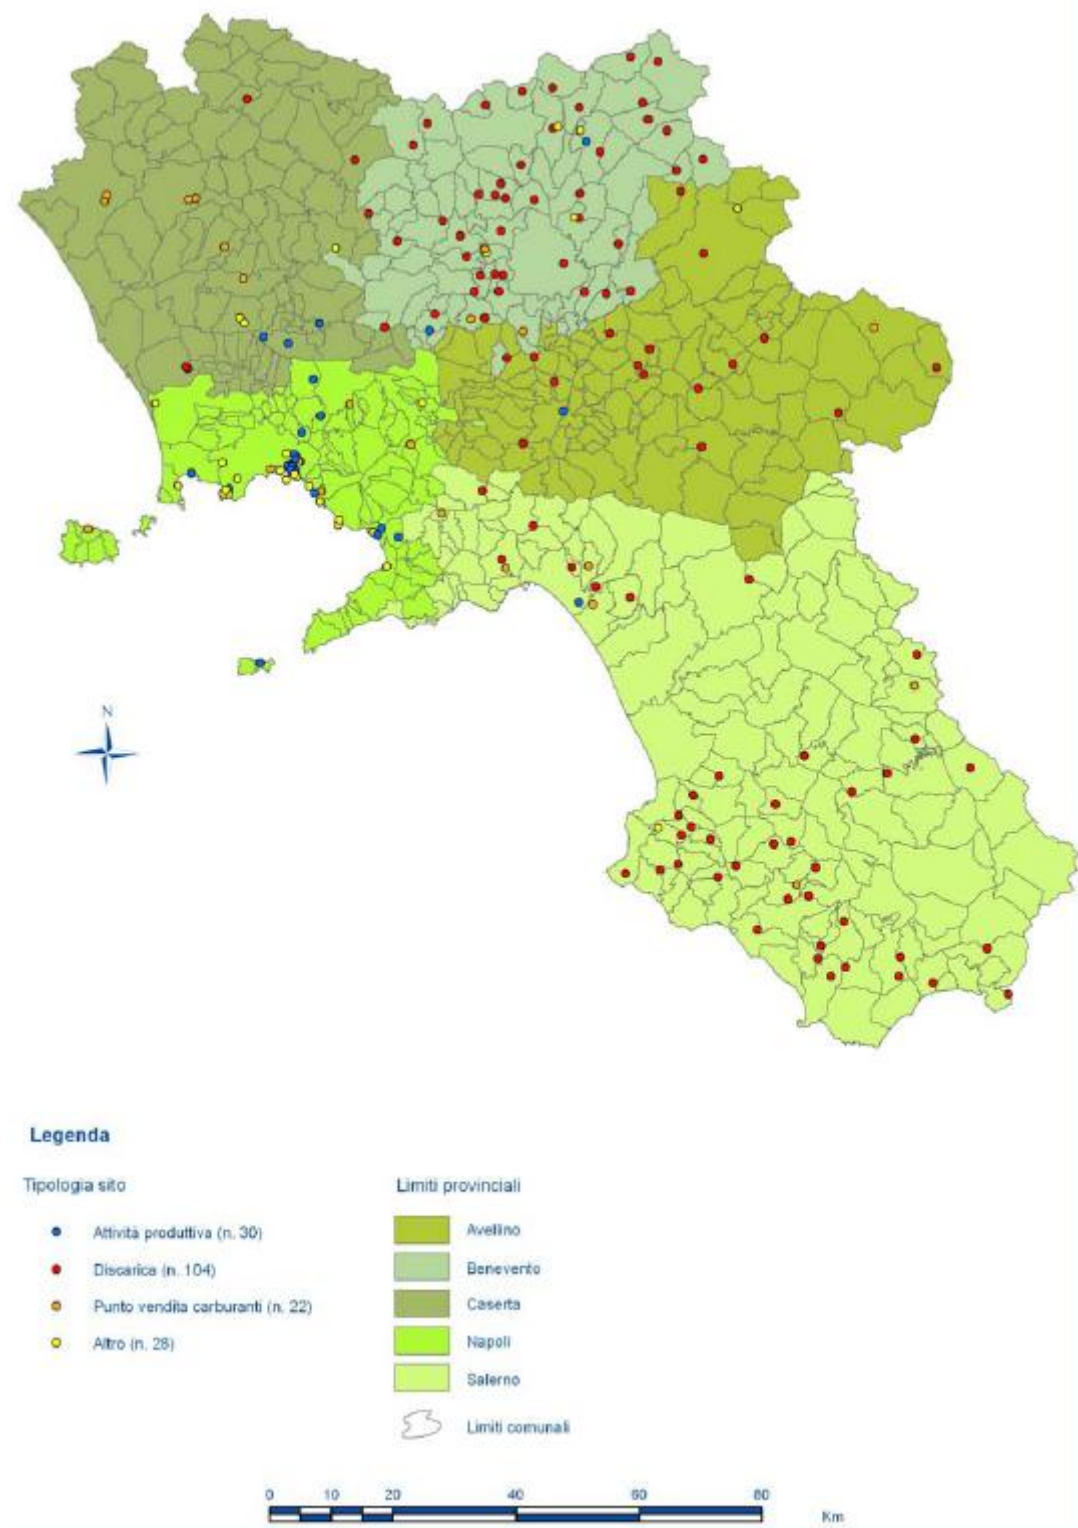 N
Legenda
Tipologia sito
Attività produttiva (n. 30)
Discarica (n. 104)
Punto vendita carburanti (n. 22)
Altro (n. 28)
Limiti provinciali
Avellino
Benevento
Caserta
Napoli
Salerno
Limiti comunali
0 10 20 40 60 80
Km